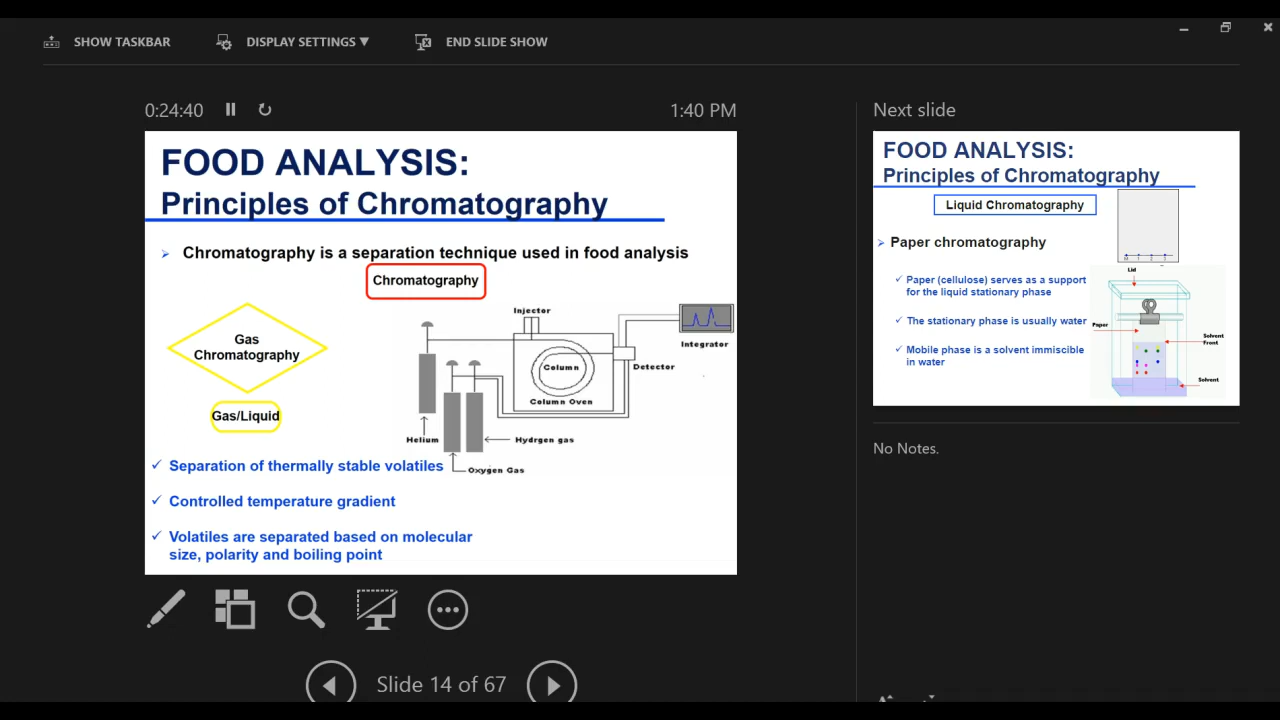 SHOW TASKBAR
DISPLAY SETTINGS ▼
END SLIDE SHOW
0:24:40
1:40 PM
FOOD ANALYSIS:
Principles of Chromatography
Chromatography is a separation technique used in food analysis
Chromatography
Gas
Chromatography
Gas/Liquid
Injector
Integrator
Column
Detector
Column Oven
Helium
Hydrgen gas
Oxygen Gas
Separation of thermally stable volatiles
Controlled temperature gradient
Volatiles are separated based on molecular
size, polarity and boiling point
Slide 14 of 67
Next slide
FOOD ANALYSIS:
Principles of Chromatography
Liquid Chromatography
Paper chromatography
Paper (cellulose) serves as a support
for the liquid stationary phase
The stationary phase is usually water
Mobile phase is a solvent immiscible
in water
Lid
Paper
Solvent
Front
Solvent
No Notes.